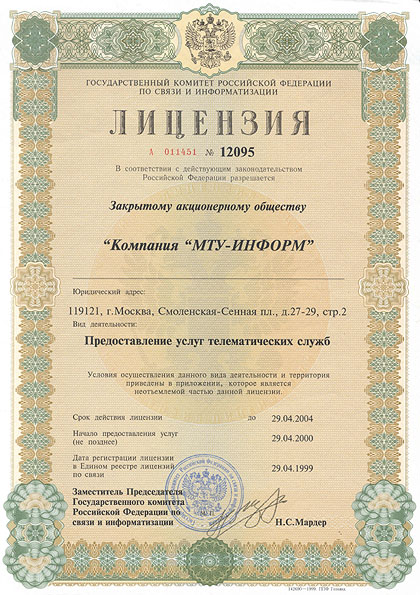 ГОСУДАРСТВЕННЫЙ КОМИТЕТ РОССИЙСКОЙ ФЕДЕРАЦИИ
ПО СВЯЗИ И ИНФОРМАТИЗАЦИИ
ЛИЦЕНЗИЯ
А 011451 № 12095
В соответствии с действующим законодательством
Российской Федерации разрешается
Закрытому акционерному обществу
“Компания “МТУ-ИНФОРМ”
Юридический адрес:
119121, г.Москва, Смоленская-Сенная пл., д.27-29, стр.2
Вид деятельности:
Предоставление услуг телематических служб
Условия осуществления данного вида деятельности и территория
приведены в приложении, которое является
неотъемлемой частью данной лицензии.
Срок действия лицензии до 29.04.2004
Начало предоставления услуг
(не позднее) 29.04.2000
Дата регистрации лицензии
в Едином реестре лицензий
по связи 29.04.1999
Заместитель Председателя
Государственного комитета
Российской Федерации по
связи и информатизации Н.С.Мардер